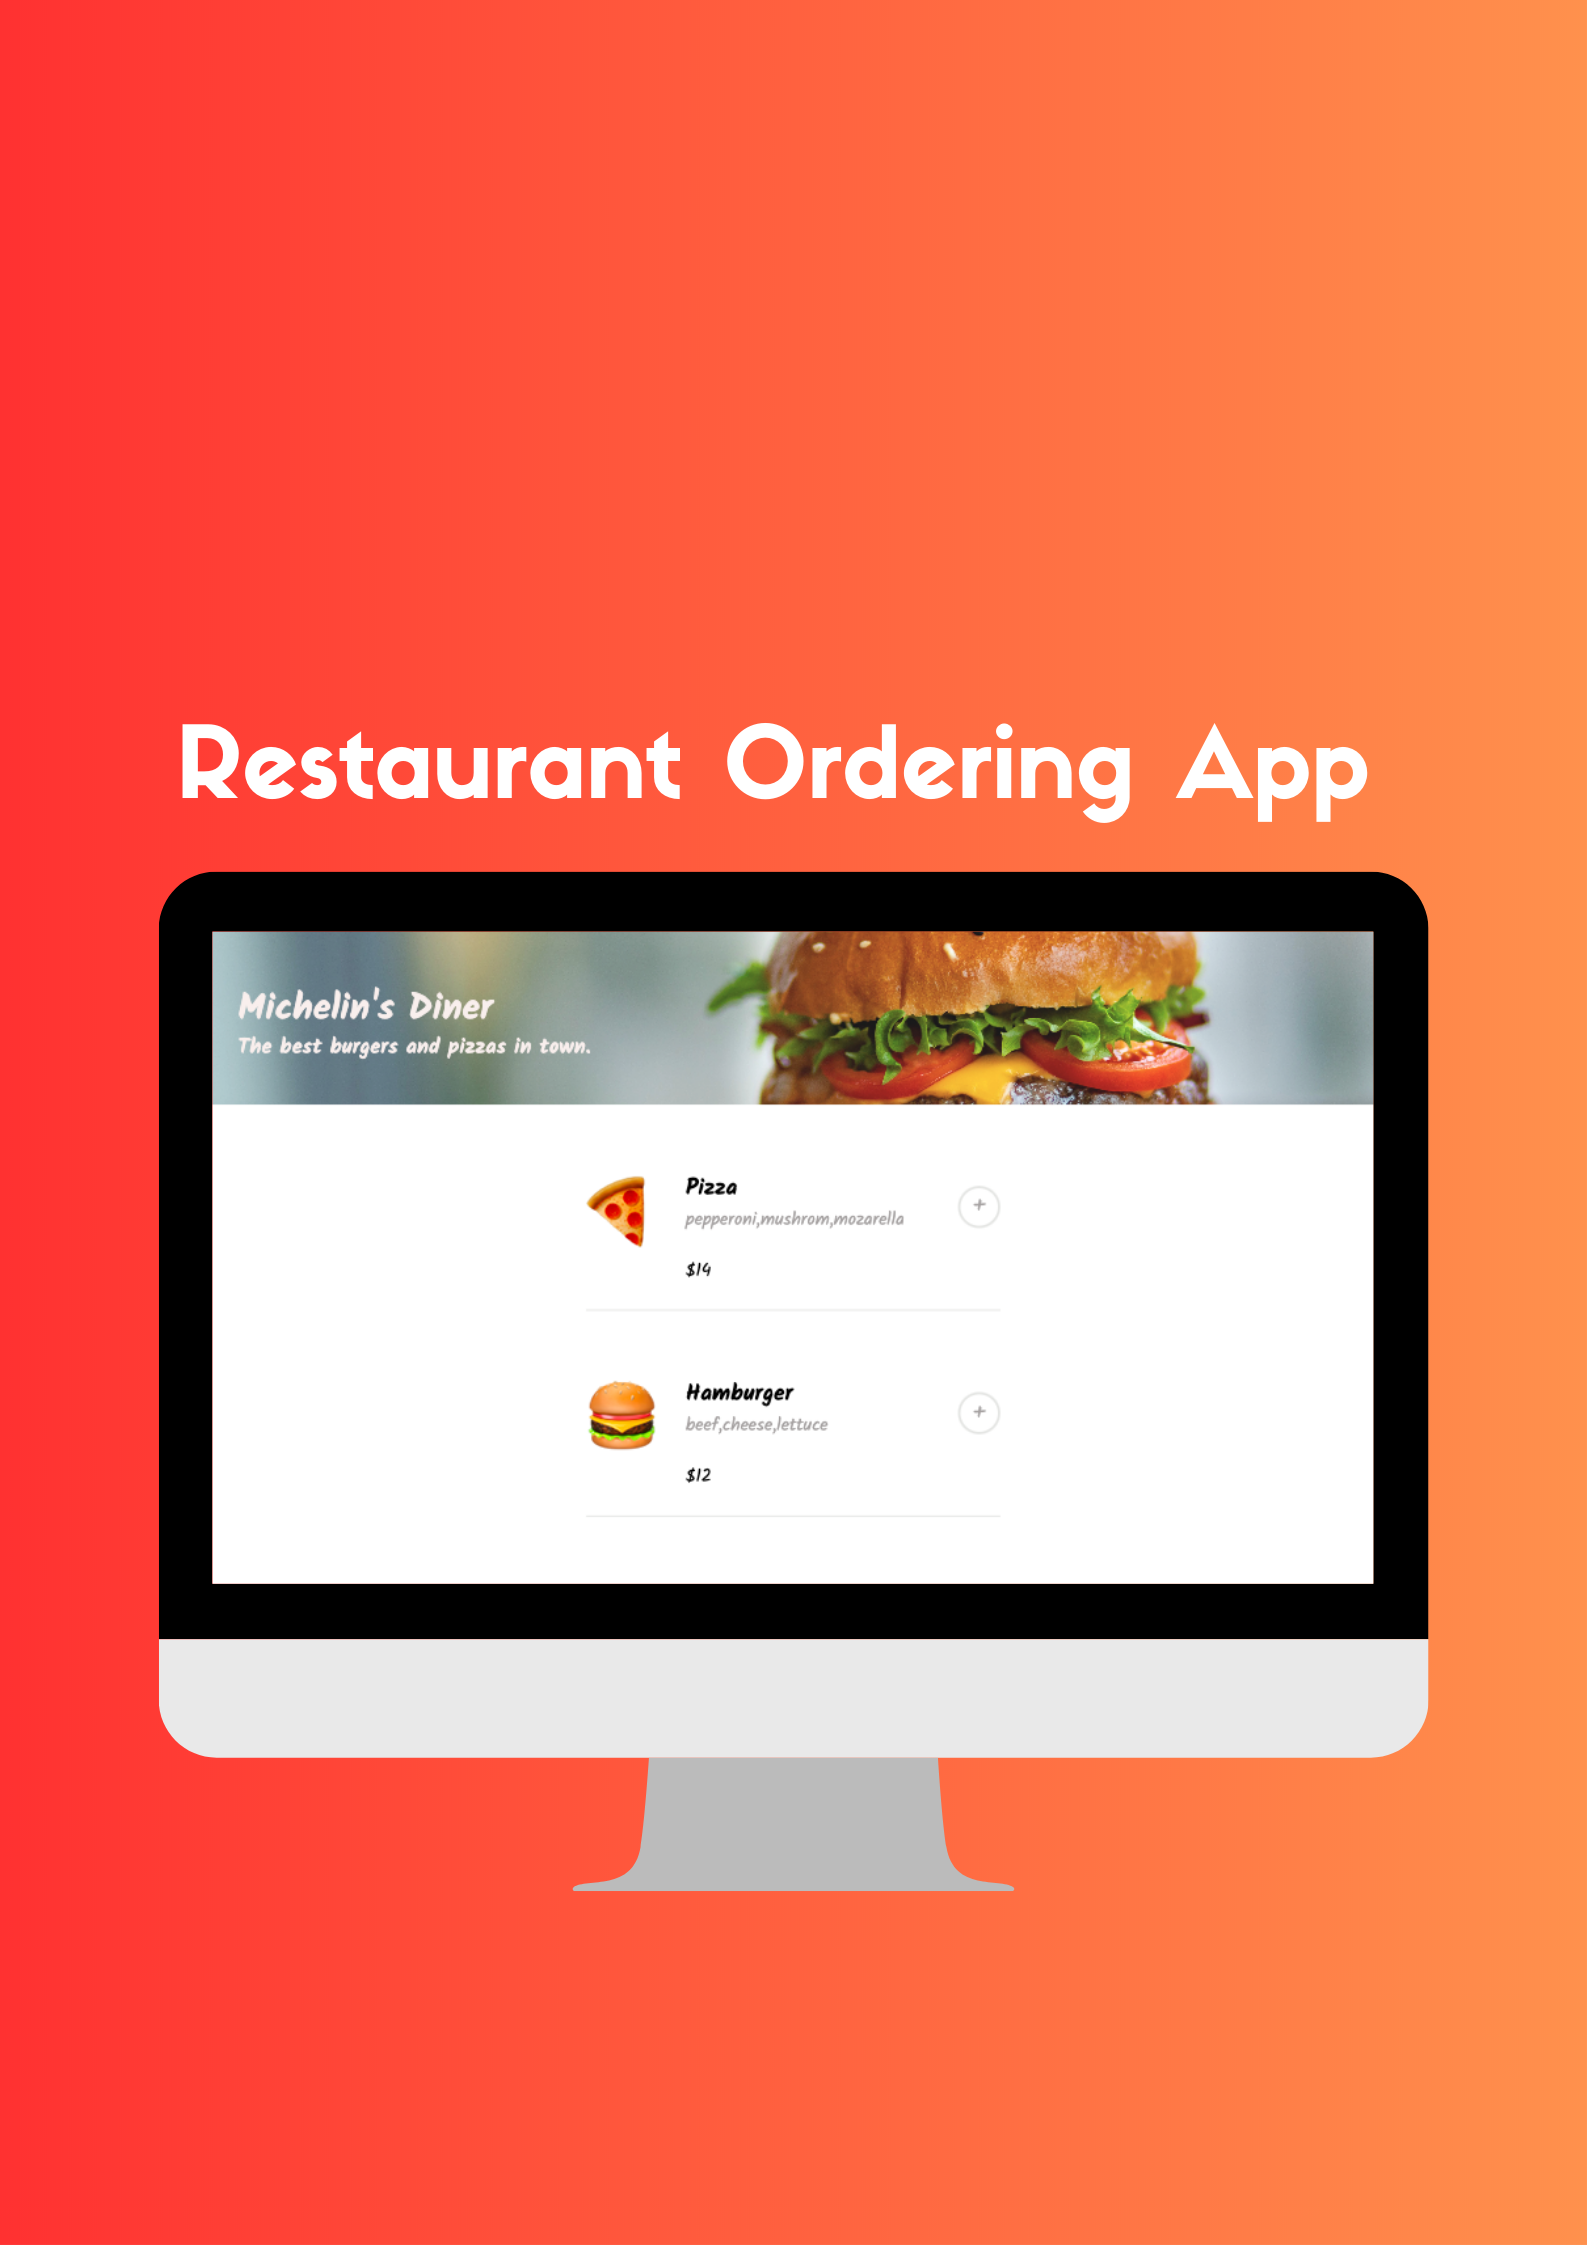 Restaurant Ordering App
Michelin's Diner
The best burgers and pizzas in town.
Pizza
pepperoni,mushrom,mozarella
+
$14
Hamburger
beef,cheese,lettuce
+
$12